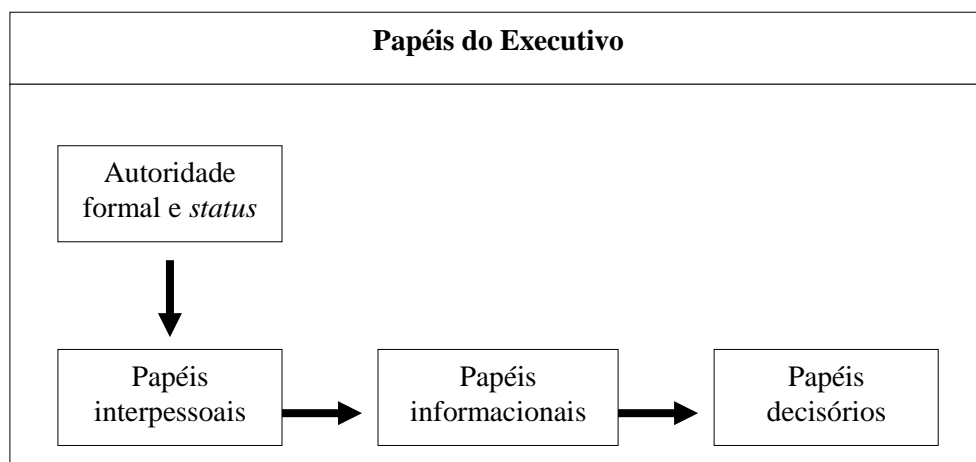 Papéis do Executivo
Autoridade
formal e status
Papéis
interpessoais
Papéis
informacionais
Papéis
decisórios